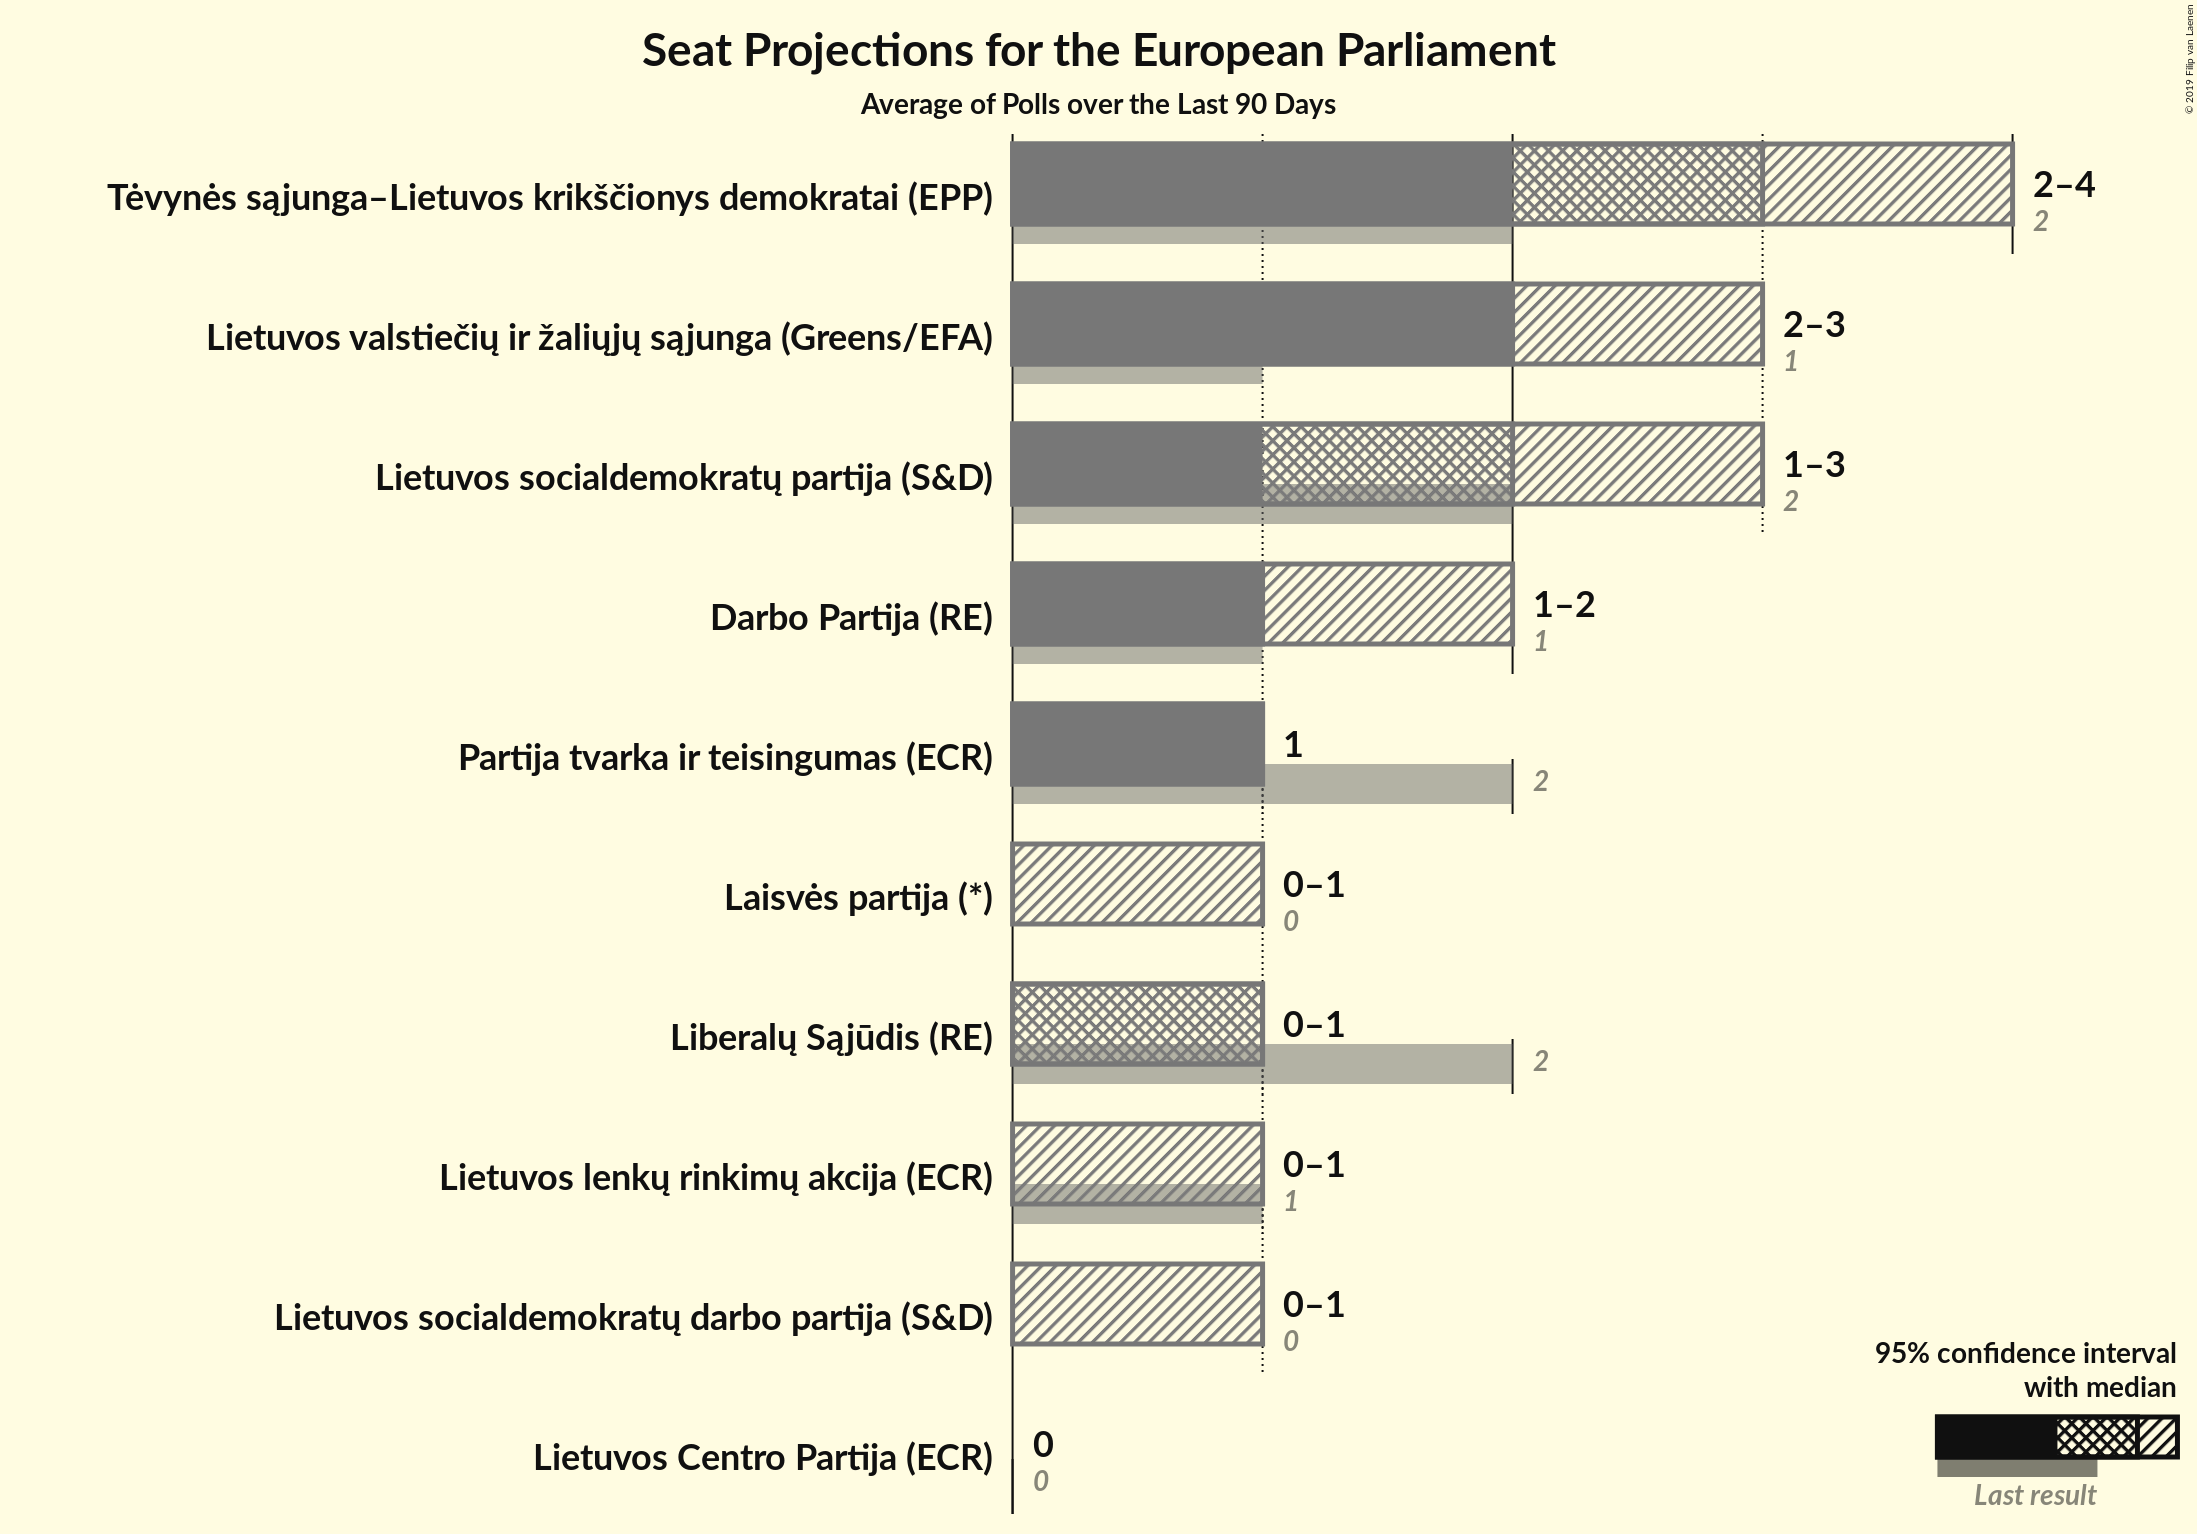 Seat Projections for the European Parliament
Average of Polls over the Last 90 Days
© 2019 Filip van Laenen
Tėvynės sąjunga–Lietuvos krikščionys demokratai (EPP)
2–4
2
Lietuvos valstiečių ir žaliųjų sąjunga (Greens/EFA)
2–3
1
Lietuvos socialdemokratų partija (S&D)
1–3
2
Darbo Partija (RE)
1–2
1
Partija tvarka ir teisingumas (ECR)
1
2
Laisvės partija (*)
0–1
0
Liberalų Sąjūdis (RE)
0–1
2
Lietuvos lenkų rinkimų akcija (ECR)
0–1
1
Lietuvos socialdemokratų darbo partija (S&D)
0–1
0
Lietuvos Centro Partija (ECR)
0
0
95% confidence interval
with median
Last result